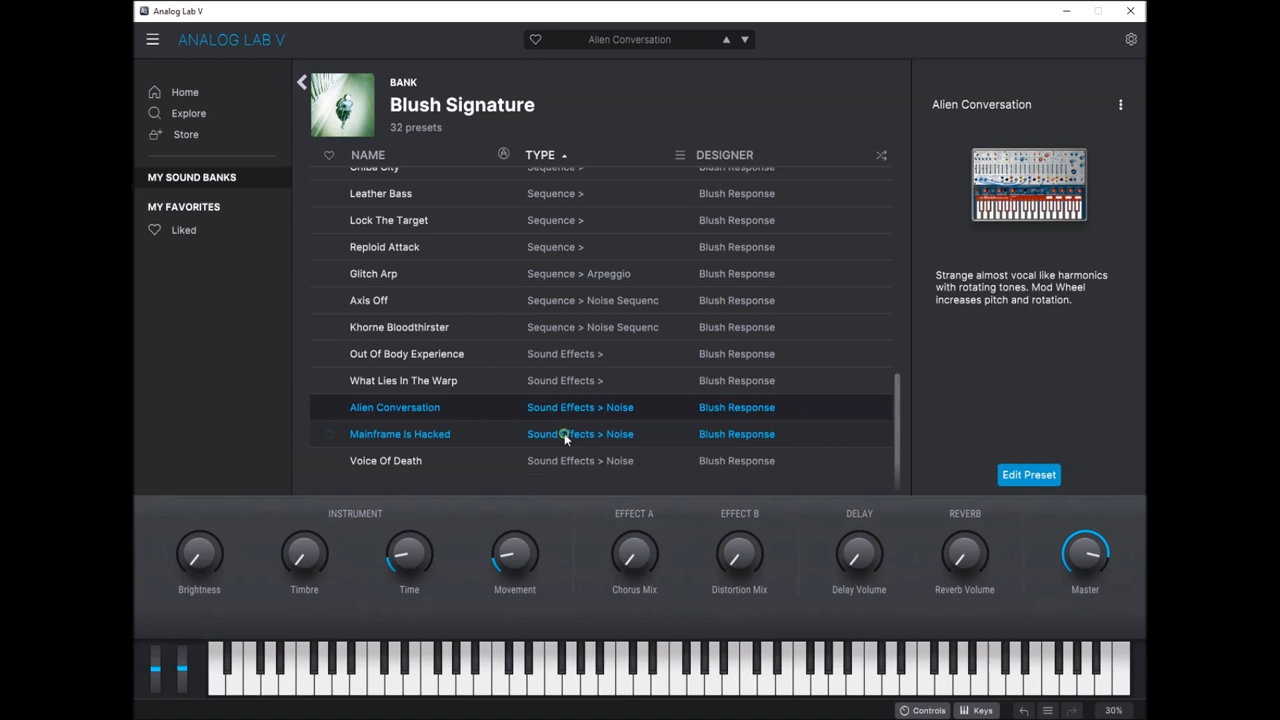 Analog Lab V
ANALOG LAB V
Alien Conversation
Home
Explore
Store
MY SOUND BANKS
MY FAVORITES
Liked
BANK
Blush Signature
32 presets
NAME TYPE DESIGNER
Chiba City Sequence > Blush Response
Leather Bass Sequence > Blush Response
Lock The Target Sequence > Blush Response
Reploid Attack Sequence > Blush Response
Glitch Arp Sequence > Arpeggio Blush Response
Axis Off Sequence > Noise Sequenc Blush Response
Khorne Bloodthirster Sequence > Noise Sequenc Blush Response
Out Of Body Experience Sound Effects > Blush Response
What Lies In The Warp Sound Effects > Blush Response
Alien Conversation Sound Effects > Noise Blush Response
Mainframe Is Hacked Sound Effects > Noise Blush Response
Voice Of Death Sound Effects > Noise Blush Response
Alien Conversation
Strange almost vocal like harmonics
with rotating tones. Mod Wheel
increases pitch and rotation.
Edit Preset
INSTRUMENT EFFECT A EFFECT B DELAY REVERB
Brightness Timbre Time Movement Chorus Mix Distortion Mix Delay Volume Reverb Volume Master
Controls Keys 30%